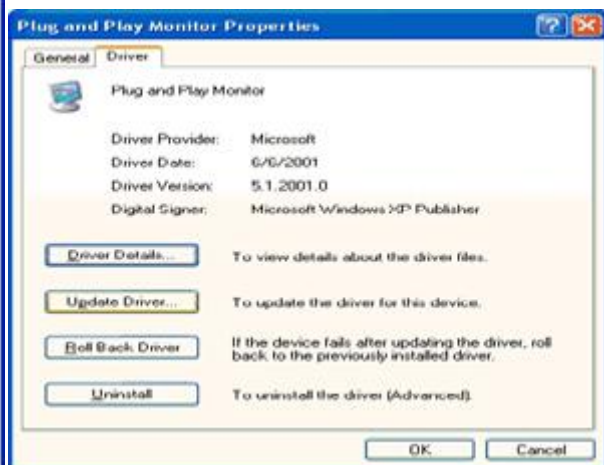 Plug and Play Monitor Properties
General Driver
Plug and Play Monitor
Driver Provider: Microsoft
Driver Date: 6/6/2001
Driver Version: 5.1.2001.0
Digital Signer: Microsoft Windows XP Publisher
Driver Details... To view details about the driver files.
Update Driver... To update the driver for this device.
Roll Back Driver If the device fails after updating the driver, roll
back to the previously installed driver.
Uninstall To uninstall the driver (Advanced).
OK Cancel